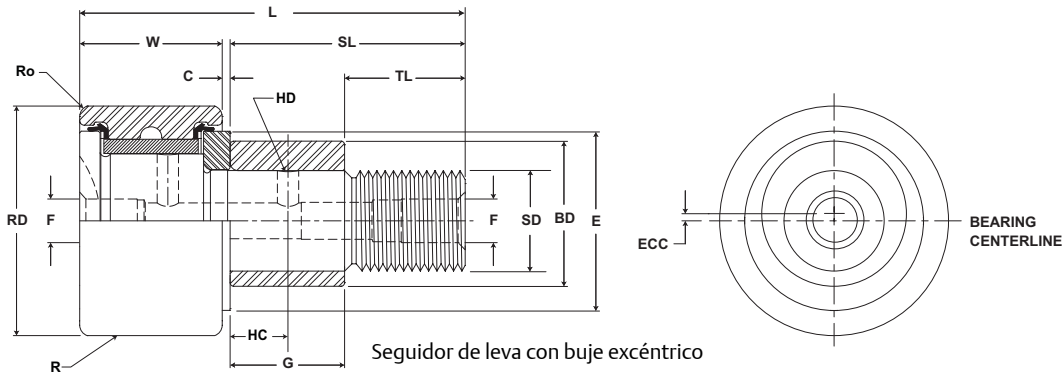 L
W
SL
Ro
C
TL
HD
RD
F
F
SD
BD
E
ECC
BEARING
CENTERLINE
HC
R
G
Seguidor de leva con buje excéntrico